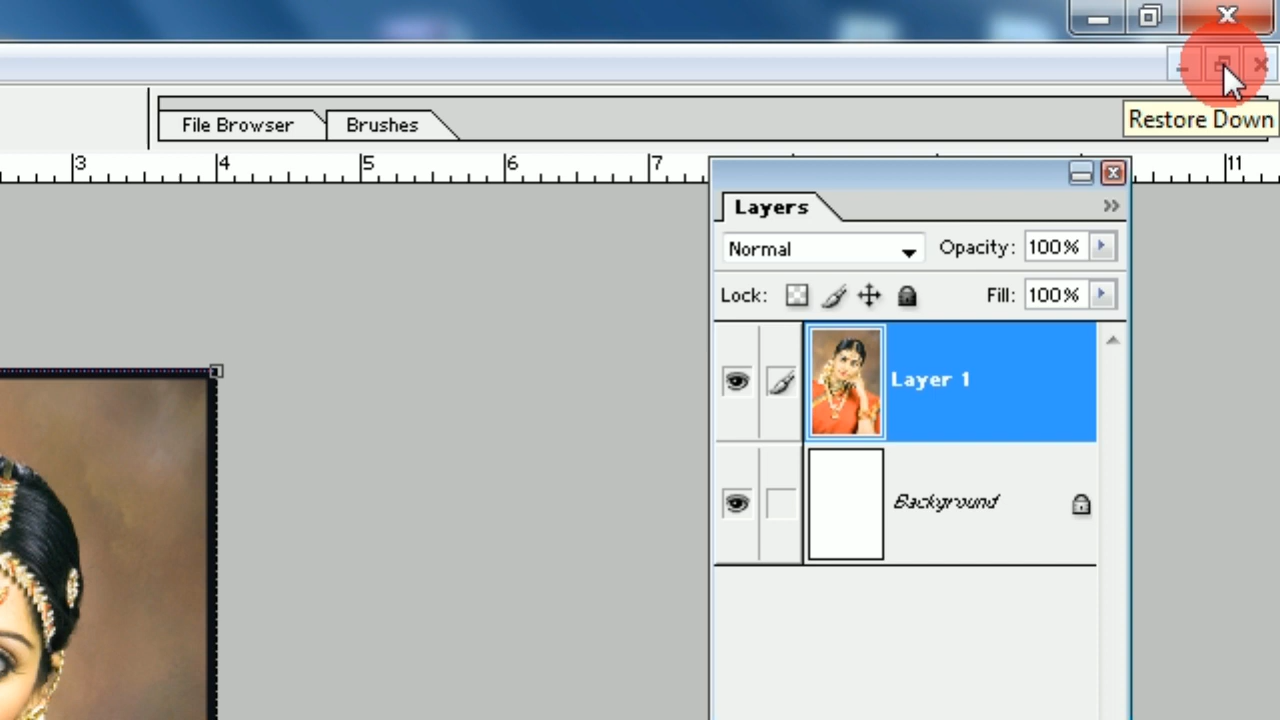 Restore Down
File Browser
Brushes
3 4 5 6 7 11
Layers
Normal
Opacity: 100%
Lock:
Fill: 100%
Layer 1
Background